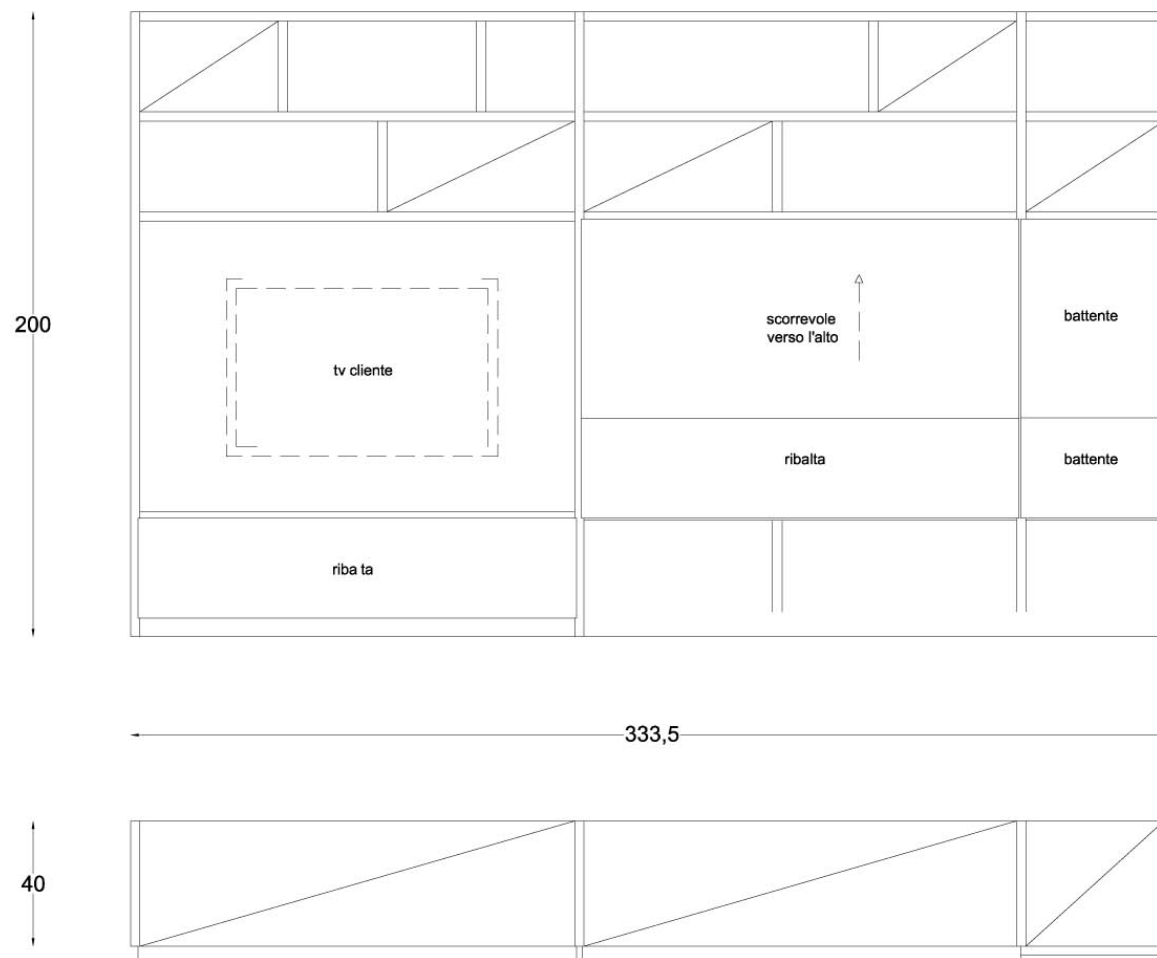 200
tv cliente
scorrevole
verso l'alto
battente
ribalta
battente
riba ta
333,5
40